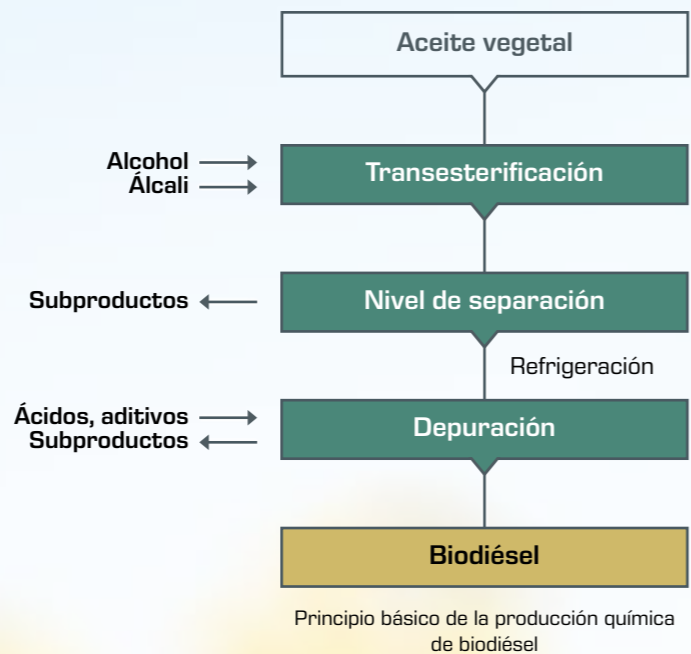 Aceite vegetal
Alcohol
Álcali
Transesterificación
Subproductos
Nivel de separación
Refrigeración
Ácidos, aditivos
Subproductos
Depuración
Biodiésel
Principio básico de la producción química
de biodiésel